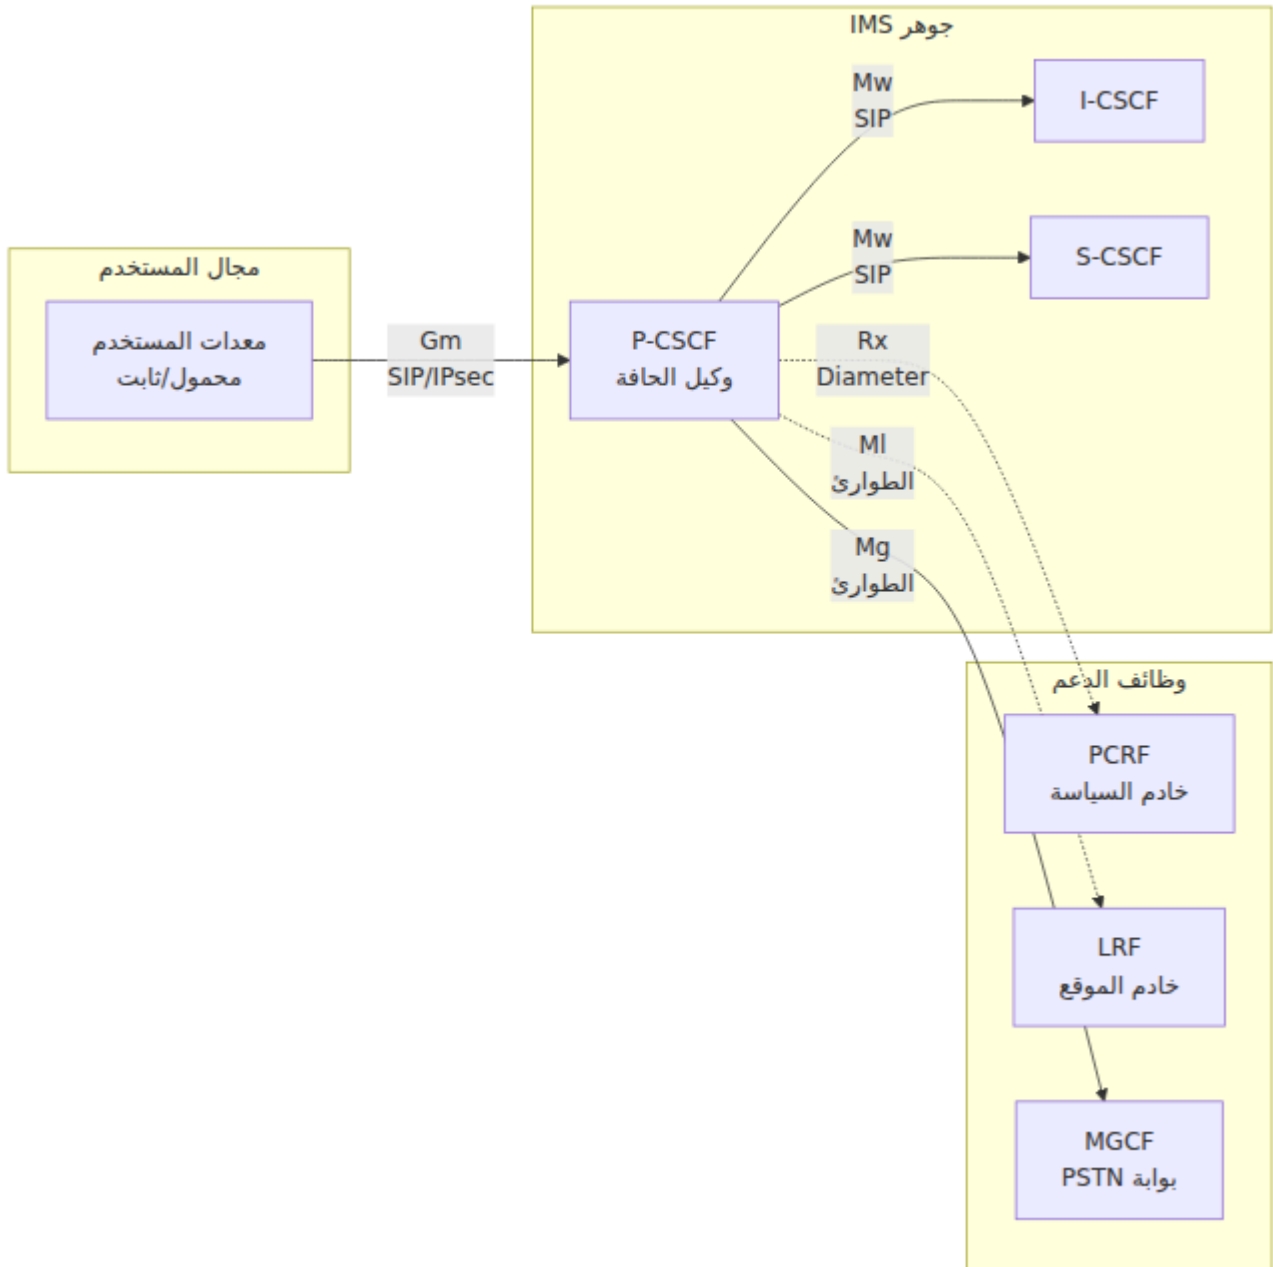 جوهر IMS
Mw
SIP
I-CSCF
Mw
SIP
S-CSCF
مجال المستخدم
معدات المستخدم
محمول/ثابت
Gm
SIP/IPsec
P-CSCF
وكيل الحافة
Rx
Diameter
Ml
الطوارئ
Mg
الطوارئ
وظائف الدعم
PCRF
خادم السياسة
LRF
خادم الموقع
MGCF
بوابة PSTN